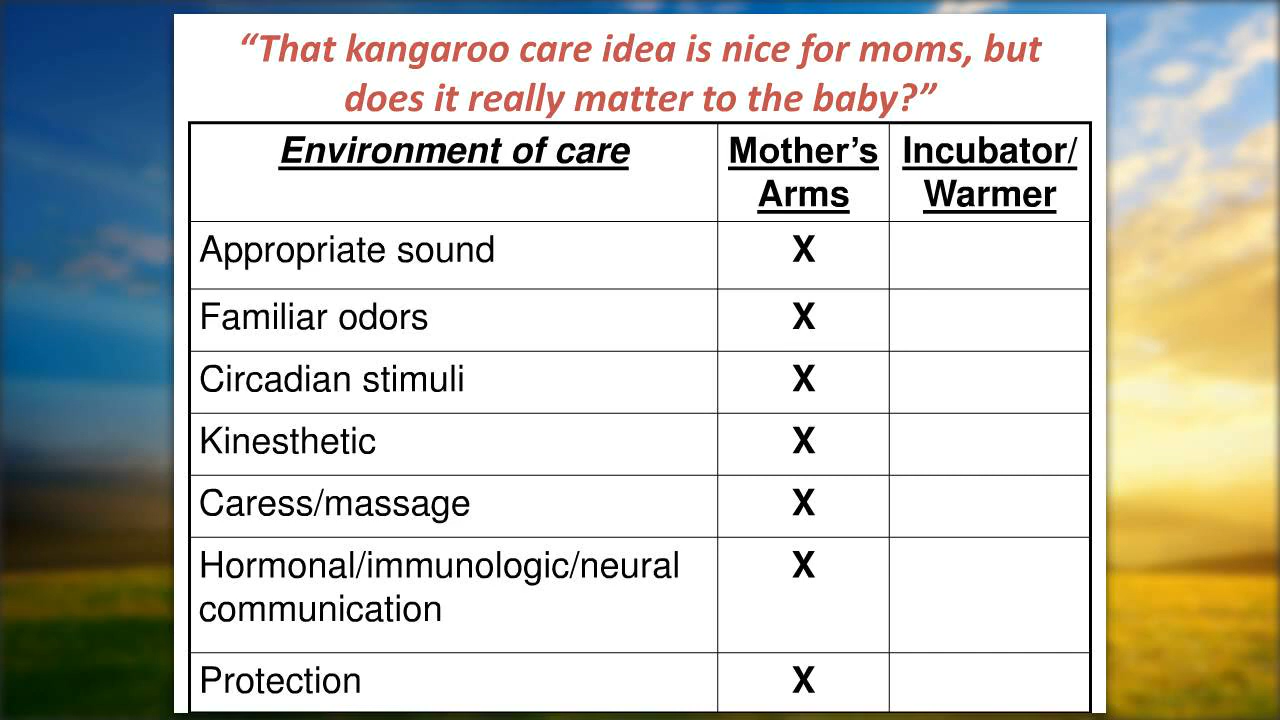 “That kangaroo care idea is nice for moms, but
does it really matter to the baby?”
Environment of care
Mother’s
Arms
Incubator/
Warmer
Appropriate sound X
Familiar odors X
Circadian stimuli X
Kinesthetic X
Caress/massage X
Hormonal/immunologic/neural X
communication
Protection X